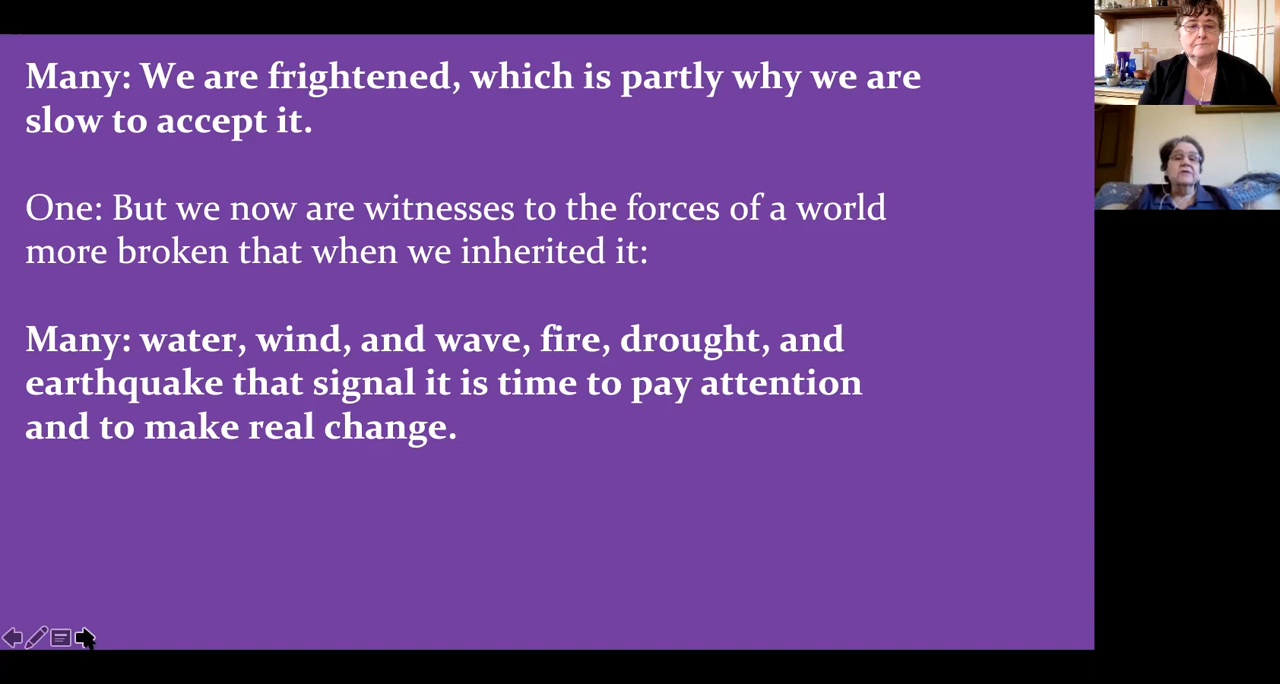 Many: We are frightened, which is partly why we are
slow to accept it.
One: But we now are witnesses to the forces of a world
more broken that when we inherited it:
Many: water, wind, and wave, fire, drought, and
earthquake that signal it is time to pay attention
and to make real change.